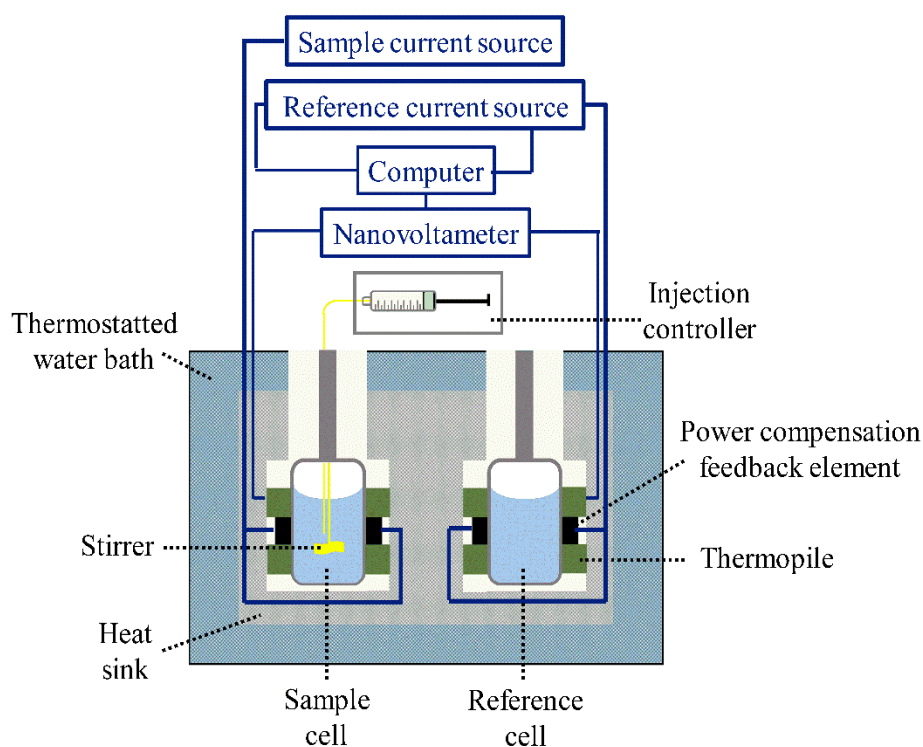 Sample current source
Reference current source
Computer
Nanovoltameter
Injection
controller
Thermostatted
water bath
Power compensation
feedback element
Stirrer
Thermopile
Heat
sink
Sample
cell
Reference
cell